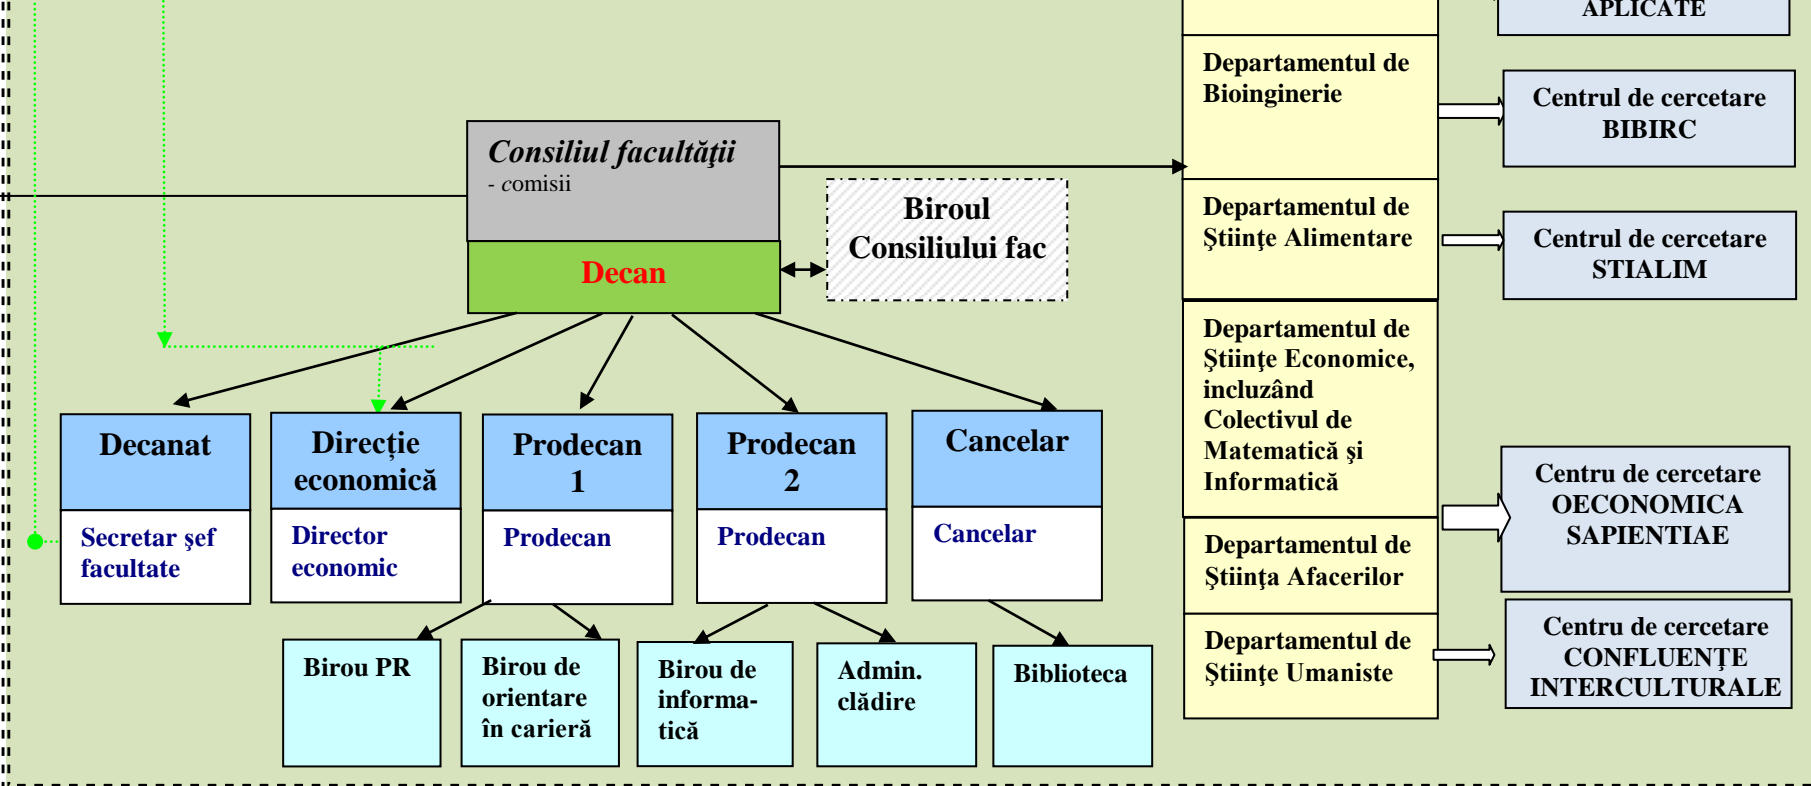 APLICATE
Departamentul de
Bioinginerie
Centrul de cercetare
BIBIRC
Consiliul facultăţii
- comisii
Biroul
Consiliului fac
Departamentul de
Ştiinţe Alimentare
Centrul de cercetare
STIALIM
Decan
Departamentul de
Ştiinţe Economice,
incluzând
Colectivul de
Matematică şi
Informatică
Decanat
Direcție
economică
Prodecan
1
Prodecan
2
Cancelar
Secretar şef
facultate
Director
economic
Prodecan
Prodecan
Cancelar
Centru de cercetare
OECONOMICA
SAPIENTIAE
Departamentul de
Ştiinţa Afacerilor
Departamentul de
Ştiinţe Umaniste
Centru de cercetare
CONFLUENŢE
INTERCULTURALE
Birou PR
Birou de
orientare
în carieră
Birou de
informa-
tică
Admin.
clădire
Biblioteca